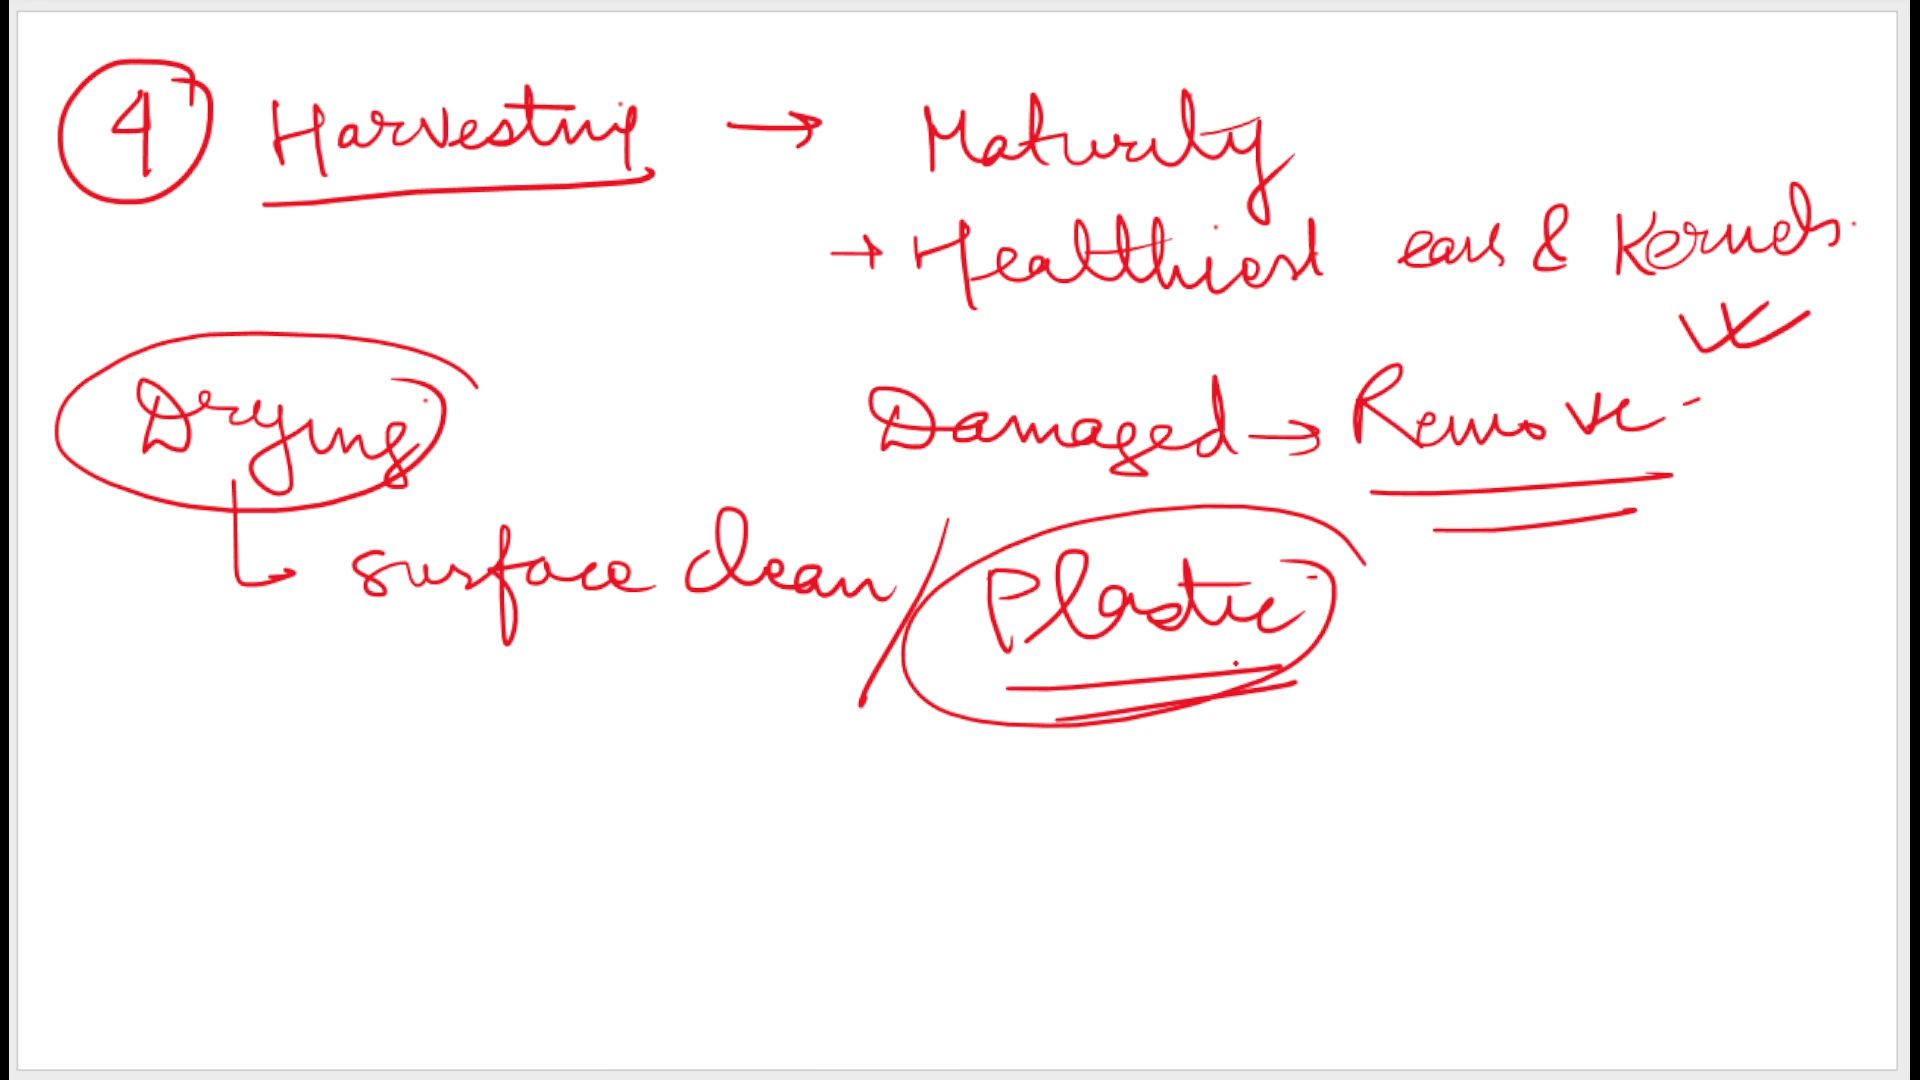 4 Harvesting → Maturity
→ Healthiest ears & Kernels.
Drying Damaged → Remove -
surface clean / Plastic